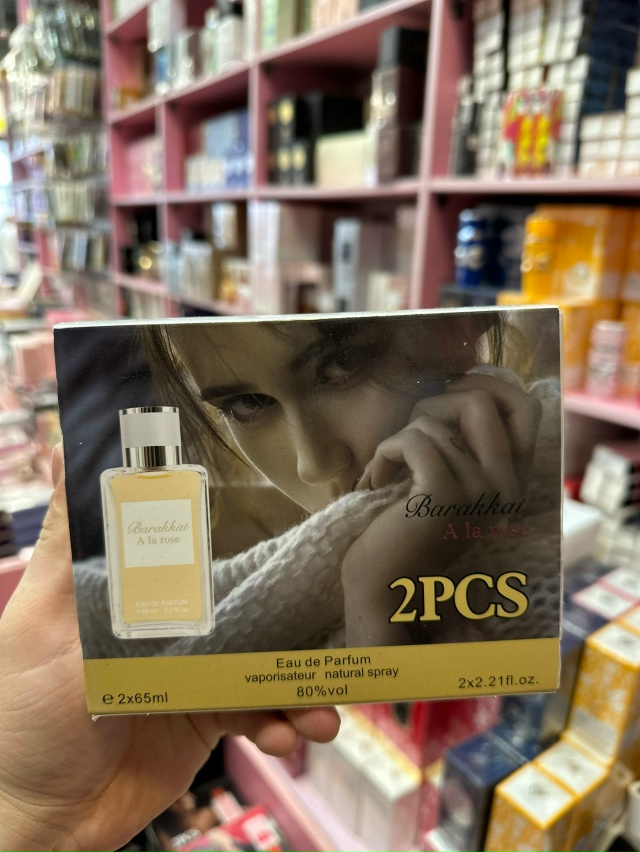 Barakkat
A la rose
Barakkat
A la rose
EAU DE PARFUM
2PCS
Eau de Parfum
vaporisateur natural spray
80%vol
e 2x65ml
2x2.21fl.oz.